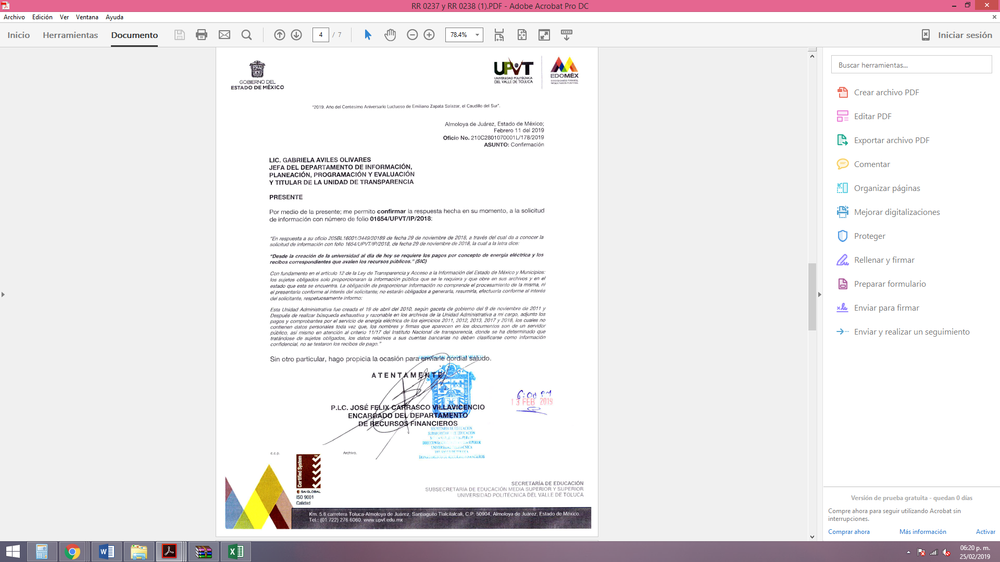 RR 0237 y RR 0238 (1).PDF - Adobe Acrobat Pro DC
Archivo Edición Ver Ventana Ayuda
Inicio Herramientas Documento 4 / 7 78.4% Iniciar sesión
GOBIERNO DEL
ESTADO DE MÉXICO
UPVT
UNIVERSIDAD POLITÉCNICA
DEL VALLE DE TOLUCA
EDOMÉX
DECISIONES FIRMES,
RESULTADOS FUERTES.
"2019. Año del Centésimo Aniversario Luctuoso de Emiliano Zapata Salazar, el Caudillo del Sur".
Almoloya de Juárez, Estado de México;
Febrero 11 del 2019
Oficio No. 210C2801070001L/178/2019
ASUNTO: Confirmación
LIC. GABRIELA AVILES OLIVARES
JEFA DEL DEPARTAMENTO DE INFORMACIÓN,
PLANEACIÓN, PROGRAMACIÓN Y EVALUACIÓN
Y TITULAR DE LA UNIDAD DE TRANSPARENCIA
PRESENTE
Por medio de la presente; me permito confirmar la respuesta hecha en su momento, a la solicitud
de información con número de folio 01654/UPVT/IP/2018:
"En respuesta a su oficio 205BL16001/3449/20189 de fecha 29 de noviembre de 2018, a través del cual da a conocer la
solicitud de información con folio 1654/UPVT/IP/2018, de fecha 29 de noviembre de 2018, la cual a la letra dice:
"Desde la creación de la universidad al día de hoy se requiere los pagos por concepto de energía eléctrica y los
recibos correspondientes que avalen los recursos públicos." (SIC)
Con fundamento en el artículo 12 de la Ley de Transparencia y Acceso a la Información del Estado de México y Municipios:
los sujetos obligados solo proporcionaran la información pública que se le requiera y que obre en sus archivos y en el
estado que esta se encuentra. La obligación de proporcionar información no comprende el procesamiento de la misma, ni
el presentarla conforme al interés del solicitante; no estarán obligados a generarla, resumirla, efectuarla conforme al interés
del solicitante, respetuosamente informo:
Esta Unidad Administrativa fue creada el 19 de abril del 2010, según gaceta de gobierno del 9 de noviembre de 2011 y
Después de realizar búsqueda exhaustiva y razonable en los archivos de la Unidad Administrativa a mi cargo, adjunto los
pagos y comprobantes por el servicio de energía eléctrica de los ejercicios 2011, 2012, 2013, 2017 y 2018, los cuales no
contienen datos personales toda vez que, los nombres y firmas que aparecen en los documentos son de un servidor
público, así mismo en atención al criterio 11/17 del Instituto Nacional de transparencia, donde se ha determinado que
tratándose de sujetos obligados, los datos relativos a sus cuentas bancarias no deben clasificarse como información
confidencial, no se testaron los recibos de pago."
Sin otro particular, hago propicia la ocasión para enviarle cordial saludo.
ATENTAMENTE
P.LC. JOSÉ FELIX CARRASCO VILLAVICENCIO
ENCARGADO DEL DEPARTAMENTO
DE RECURSOS FINANCIEROS
13 FEB 2019
SECRETARÍA DE EDUCACIÓN
UNIVERSIDAD POLITÉCNICA
DEL VALLE DE TOLUCA
DEPARTAMENTO DE RECURSOS FINANCIEROS
c.c.p. Archivo.
Certified System
SAI GLOBAL
ISO 9001
Calidad
SECRETARÍA DE EDUCACIÓN
SUBSECRETARÍA DE EDUCACIÓN MEDIA SUPERIOR Y SUPERIOR
UNIVERSIDAD POLITÉCNICA DEL VALLE DE TOLUCA
Km. 5.6 carretera Toluca-Almoloya de Juárez, Santiaguito Tlalcilalcali, C.P. 50904, Almoloya de Juárez, Estado de México.
Tel.: (01 722) 276 6060. www.upvt.edu.mx
Buscar herramientas...
Crear archivo PDF
Editar PDF
Exportar archivo PDF
Comentar
Organizar páginas
Mejorar digitalizaciones
Proteger
Rellenar y firmar
Preparar formulario
Enviar para firmar
Enviar y realizar un seguimiento
Versión de prueba gratuita - quedan 0 días
Compre ahora para seguir utilizando Acrobat sin
interrupciones.
Comprar ahora Más información Activar
06:20 p. m.
25/02/2019